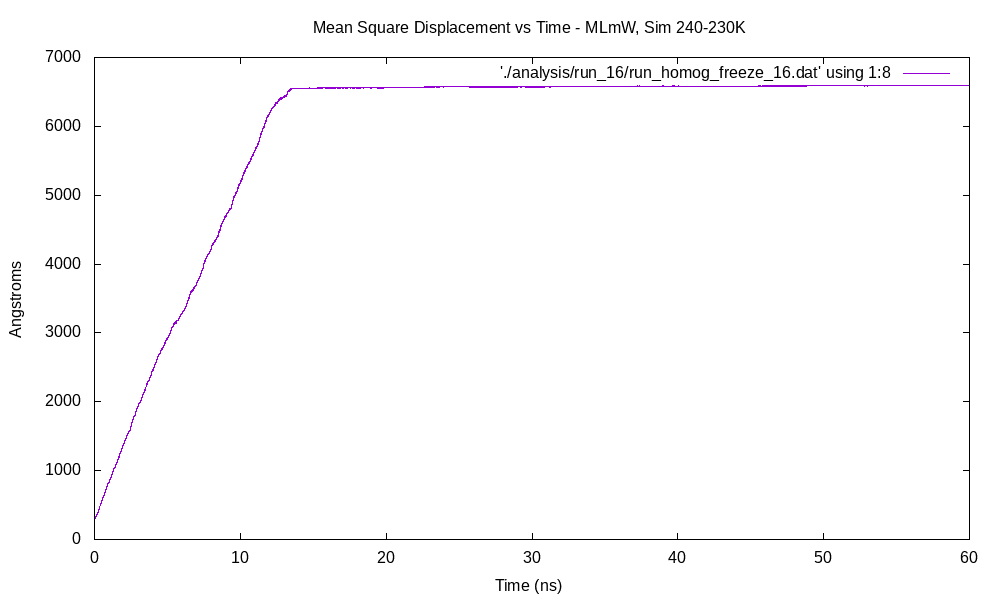 Mean Square Displacement vs Time - MLmW, Sim 240-230K
'./analysis/run_16/run_homog_freeze_16.dat' using 1:8
7000
6000
5000
4000
3000
2000
1000
0
Angstroms
0 10 20 30 40 50 60
Time (ns)